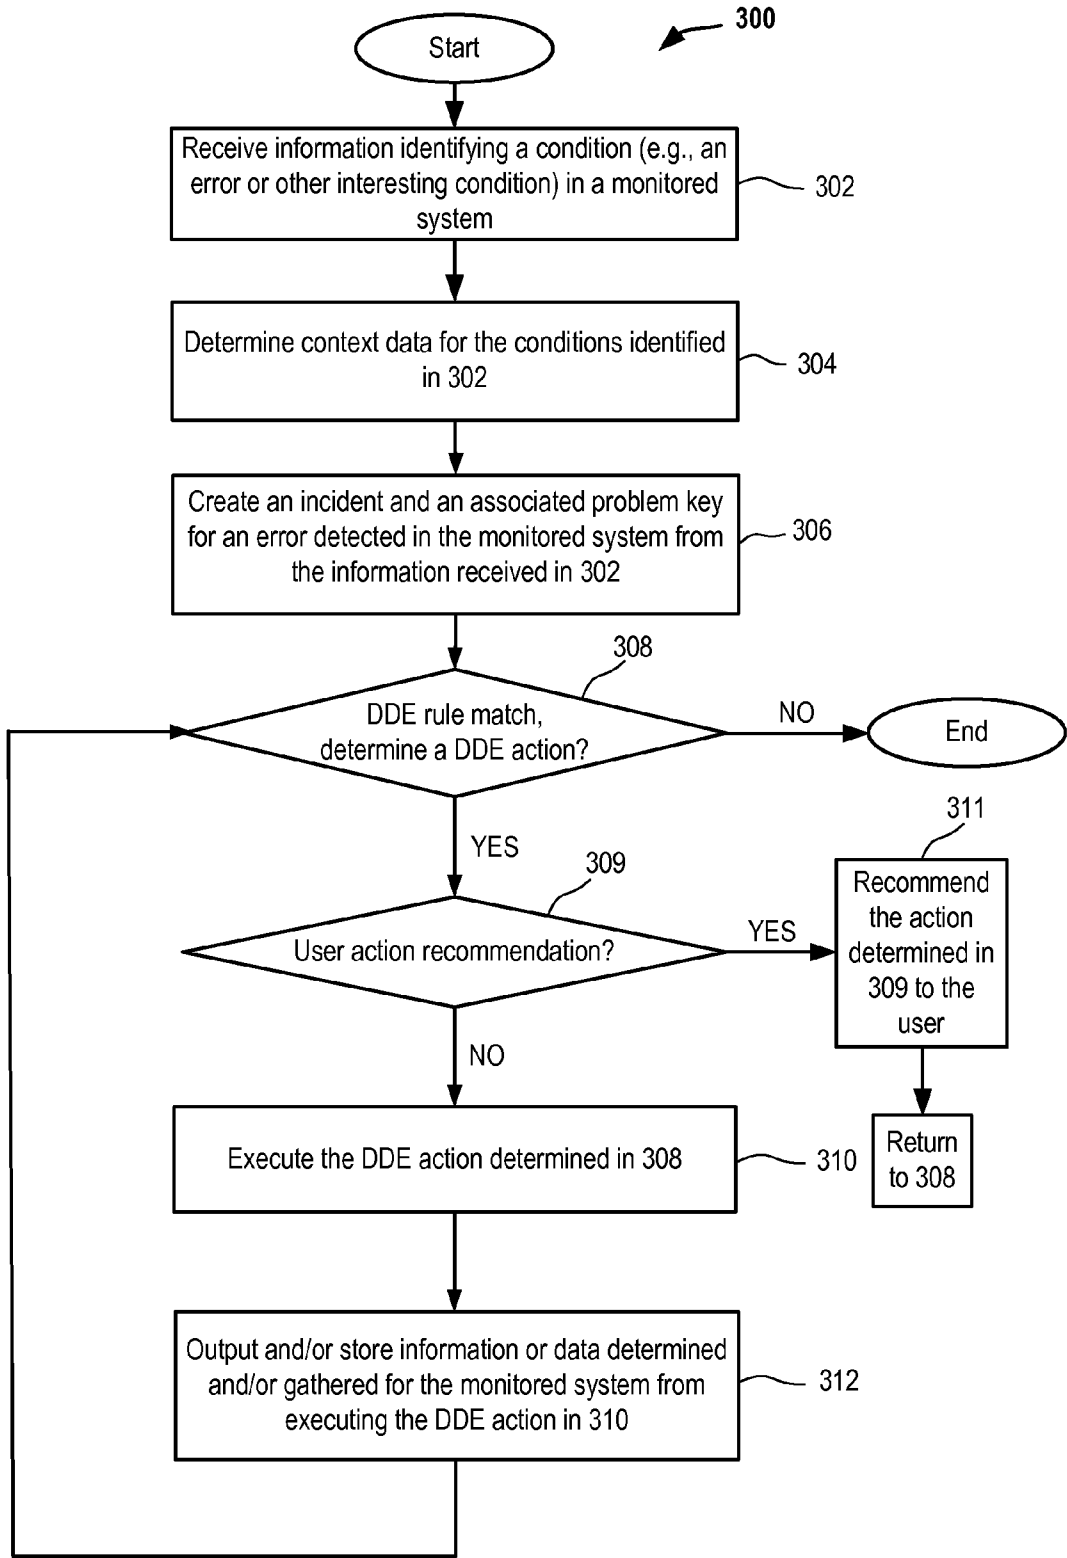 300
Start
Receive information identifying a condition (e.g., an
error or other interesting condition) in a monitored
system
302
Determine context data for the conditions identified
in 302
304
Create an incident and an associated problem key
for an error detected in the monitored system from
the information received in 302
306
308
DDE rule match,
determine a DDE action?
NO
End
YES
309
311
User action recommendation?
YES
Recommend
the action
determined in
309 to the
user
NO
Return
to 308
Execute the DDE action determined in 308
310
Output and/or store information or data determined
and/or gathered for the monitored system from
executing the DDE action in 310
312